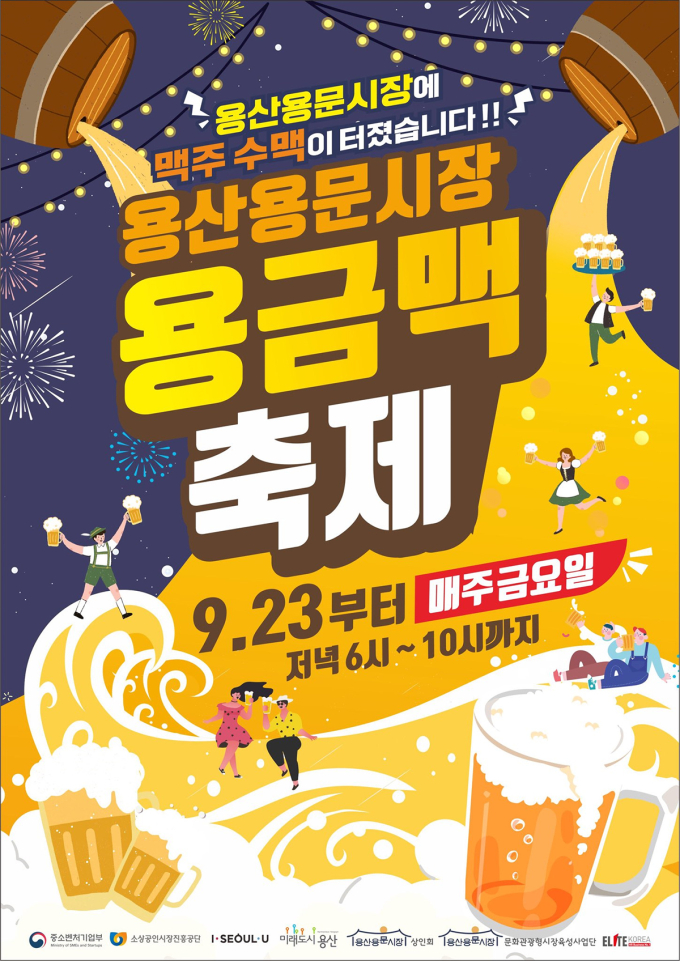 용산용문시장에
맥주 수맥이 터졌습니다!!
용산용문시장
용금맥
축제
9.23부터 매주금요일
저녁 6시 ~ 10시까지
중소벤처기업부
Ministry of SMEs and Startups
소상공인시장진흥공단
I·SEOUL·U
미래도시 용산
용산용문시장 상인회
용산용문시장 문화관광형시장육성사업단
ELITE KOREA